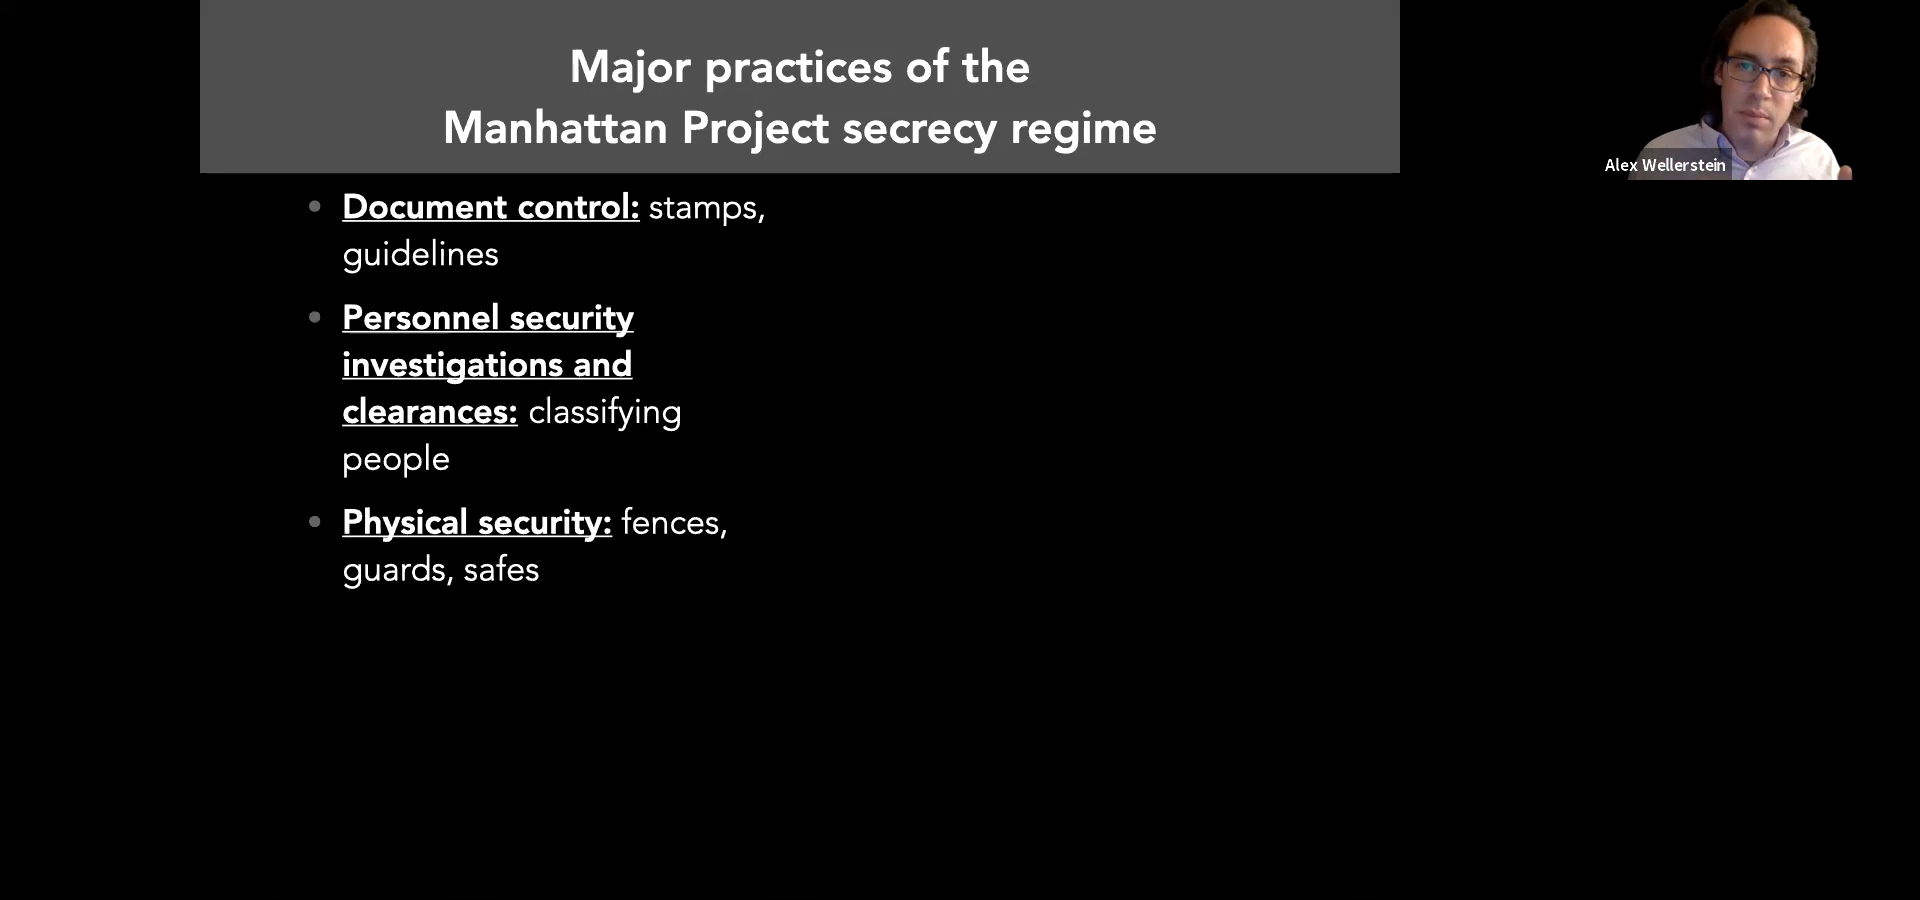 Major practices of the
Manhattan Project secrecy regime
Alex Wellerstein
• Document control: stamps,
guidelines
• Personnel security
investigations and
clearances: classifying
people
• Physical security: fences,
guards, safes